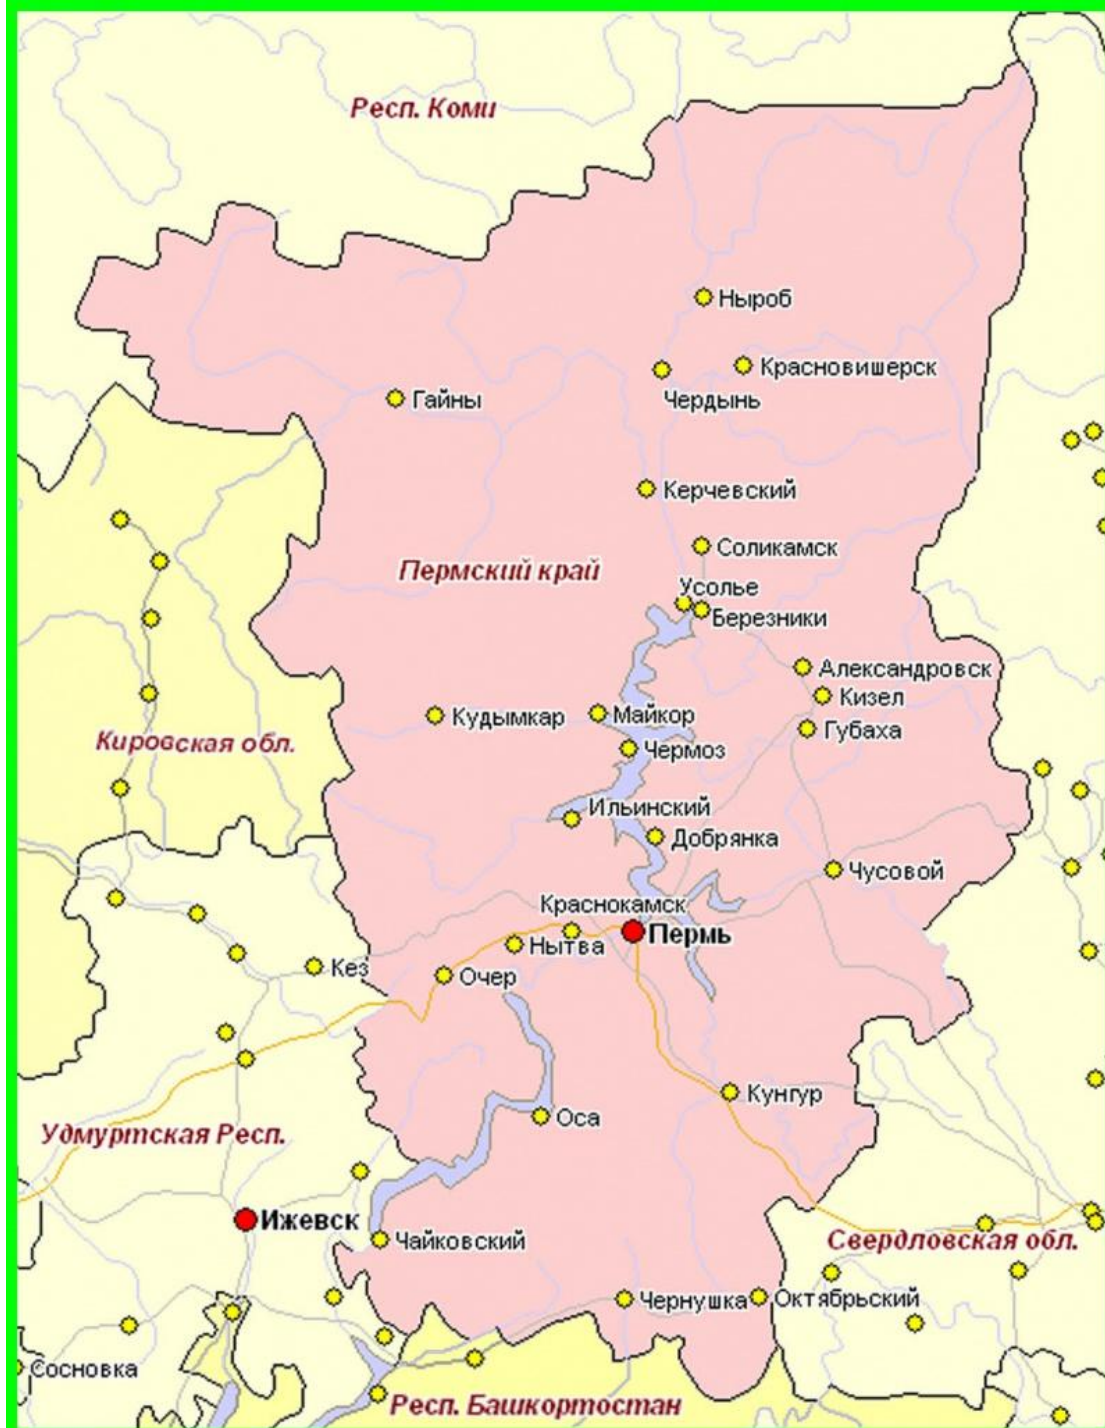 Респ. Коми
Ныроб
Красновишерск
Чердынь
Гайны
Керчевский
Соликамск
Пермский край
Усолье
Березники
Александровск
Кизел
Кудымкар
Майкор
Губаха
Кировская обл.
Чермоз
Ильинский
Добрянка
Чусовой
Краснокамск
Пермь
Нытва
Кез
Очер
Кунгур
Оса
Удмуртская Респ.
Ижевск
Чайковский
Свердловская обл.
Чернушка
Октябрьский
Сосновка
Респ. Башкортостан